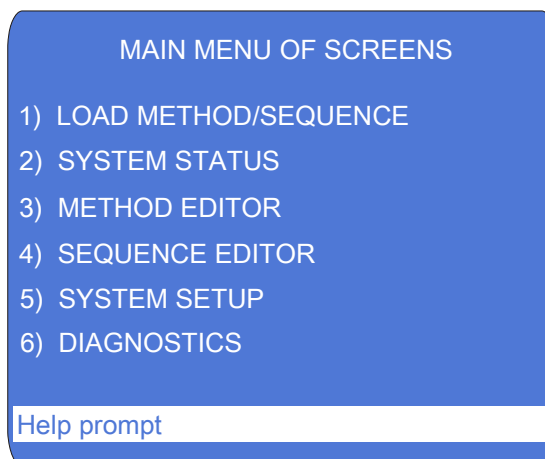 MAIN MENU OF SCREENS
1) LOAD METHOD/SEQUENCE
2) SYSTEM STATUS
3) METHOD EDITOR
4) SEQUENCE EDITOR
5) SYSTEM SETUP
6) DIAGNOSTICS
Help prompt